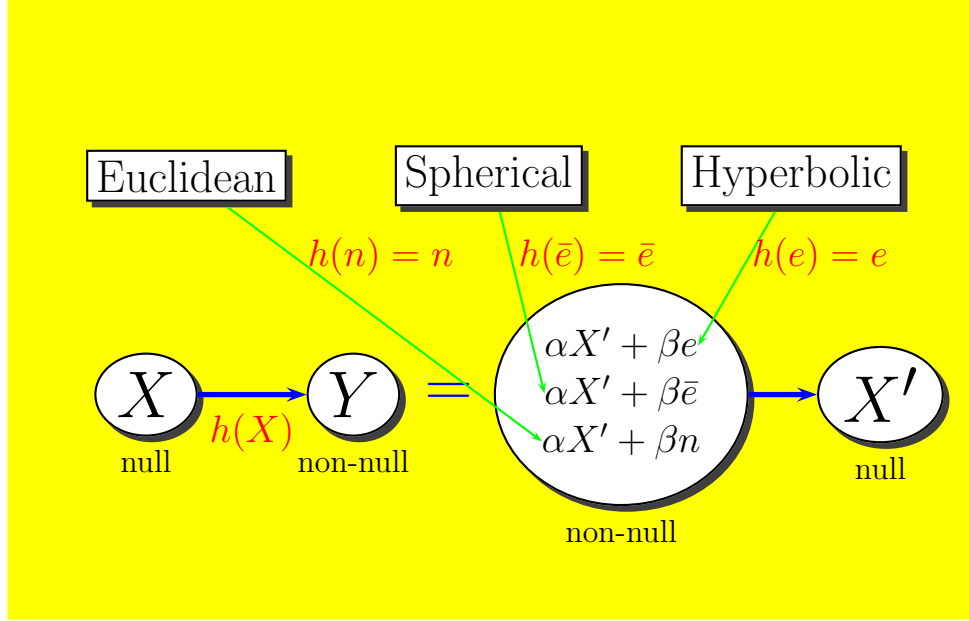 Euclidean
Spherical
Hyperbolic
h(n) = n
h(ē) = ē
h(e) = e
αX′ + βe
X
Y
=
αX′ + βē
X′
h(X)
αX′ + βn
null
non-null
null
non-null